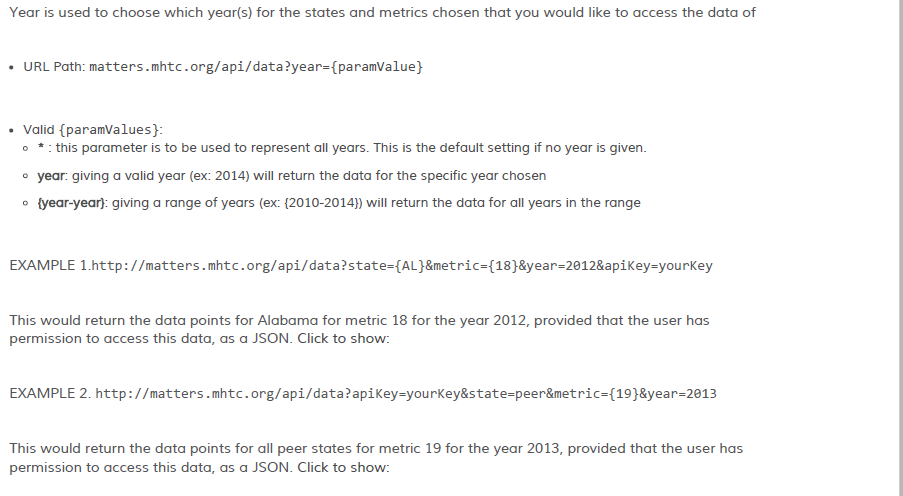 Year is used to choose which year(s) for the states and metrics chosen that you would like to access the data of
• URL Path: matters.mhtc.org/api/data?year={paramValue}
• Valid {paramValues}:
◦ * : this parameter is to be used to represent all years. This is the default setting if no year is given.
◦ year: giving a valid year (ex: 2014) will return the data for the specific year chosen
◦ {year-year}: giving a range of years (ex: {2010-2014}) will return the data for all years in the range
EXAMPLE 1.http://matters.mhtc.org/api/data?state={AL}&metric={18}&year=2012&apiKey=yourKey
This would return the data points for Alabama for metric 18 for the year 2012, provided that the user has
permission to access this data, as a JSON. Click to show:
EXAMPLE 2. http://matters.mhtc.org/api/data?apiKey=yourKey&state=peer&metric={19}&year=2013
This would return the data points for all peer states for metric 19 for the year 2013, provided that the user has
permission to access this data, as a JSON. Click to show: